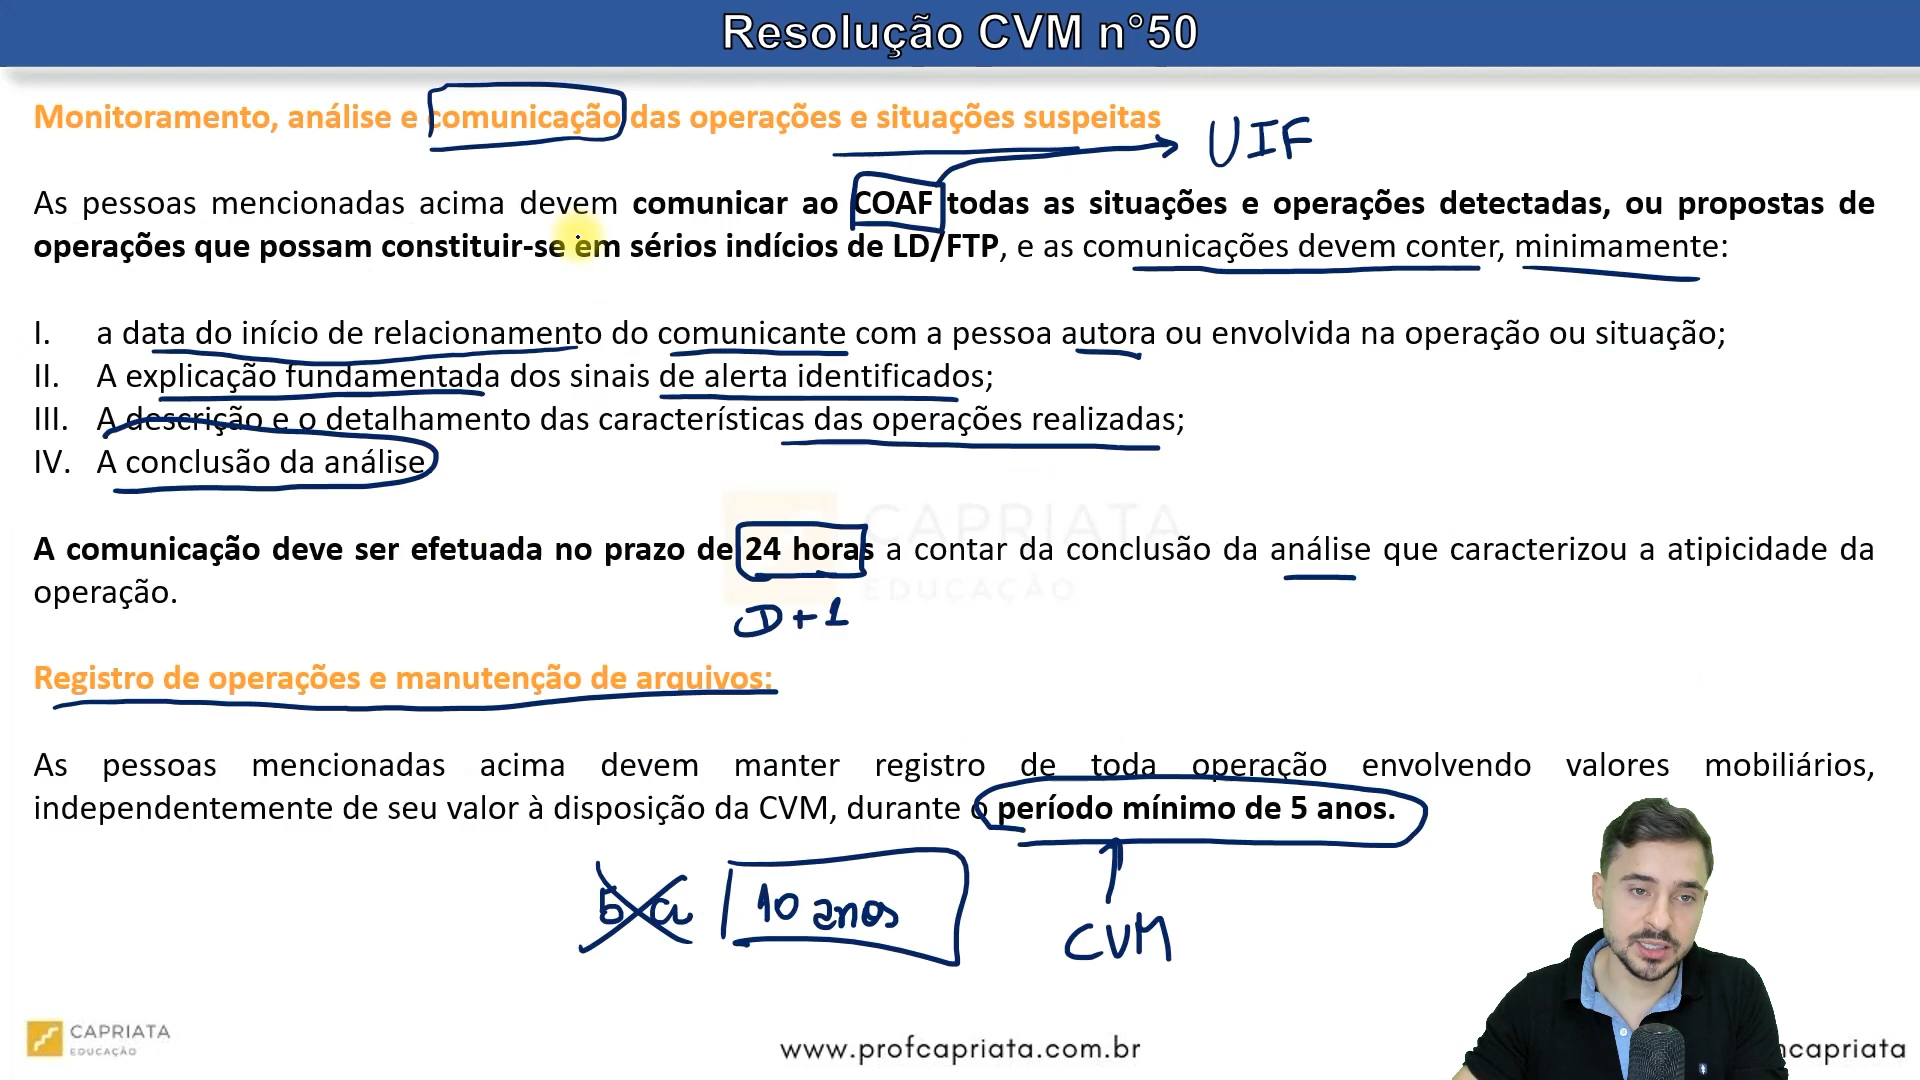 Resolução CVM n°50
Monitoramento, análise e comunicação das operações e situações suspeitas
UIF
As pessoas mencionadas acima devem comunicar ao COAF todas as situações e operações detectadas, ou propostas de
operações que possam constituir-se em sérios indícios de LD/FTP, e as comunicações devem conter, minimamente:
I. a data do início de relacionamento do comunicante com a pessoa autora ou envolvida na operação ou situação;
II. A explicação fundamentada dos sinais de alerta identificados;
III. A descrição e o detalhamento das características das operações realizadas;
IV. A conclusão da análise
CAPRIATA
EDUCAÇÃO
A comunicação deve ser efetuada no prazo de 24 horas a contar da conclusão da análise que caracterizou a atipicidade da
operação.
D+1
Registro de operações e manutenção de arquivos:
As pessoas mencionadas acima devem manter registro de toda operação envolvendo valores mobiliários,
independentemente de seu valor à disposição da CVM, durante o período mínimo de 5 anos.
5 a 10 anos
CVM
CAPRIATA
EDUCAÇÃO
www.profcapriata.com.br
ncapriata